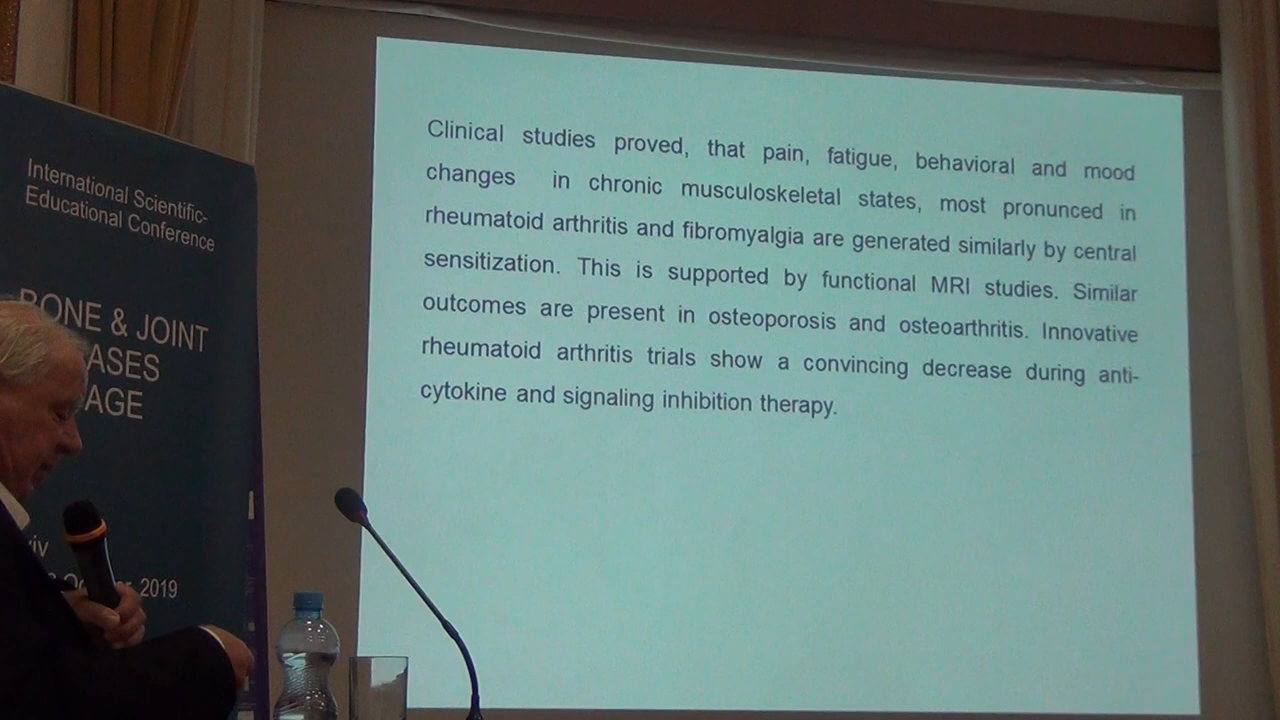 International Scientific-
Educational Conference
BONE & JOINT
ASES
AGE
iv
2019
Clinical studies proved, that pain, fatigue, behavioral and mood
changes in chronic musculoskeletal states, most pronunced in
rheumatoid arthritis and fibromyalgia are generated similarly by central
sensitization. This is supported by functional MRI studies. Similar
outcomes are present in osteoporosis and osteoarthritis. Innovative
rheumatoid arthritis trials show a convincing decrease during anti-
cytokine and signaling inhibition therapy.